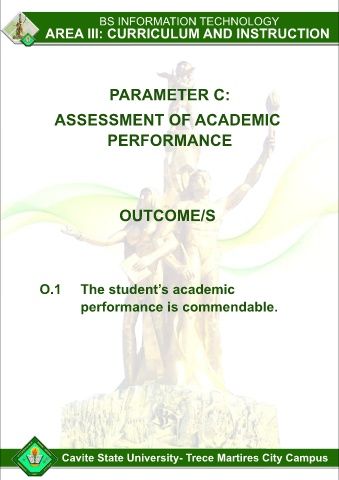 BS INFORMATION TECHNOLOGY
AREA III: CURRICULUM AND INSTRUCTION
PARAMETER C:
ASSESSMENT OF ACADEMIC
PERFORMANCE
OUTCOME/S
O.1 The student's academic
performance is commendable.
Cavite State University- Trece Martires City Campus